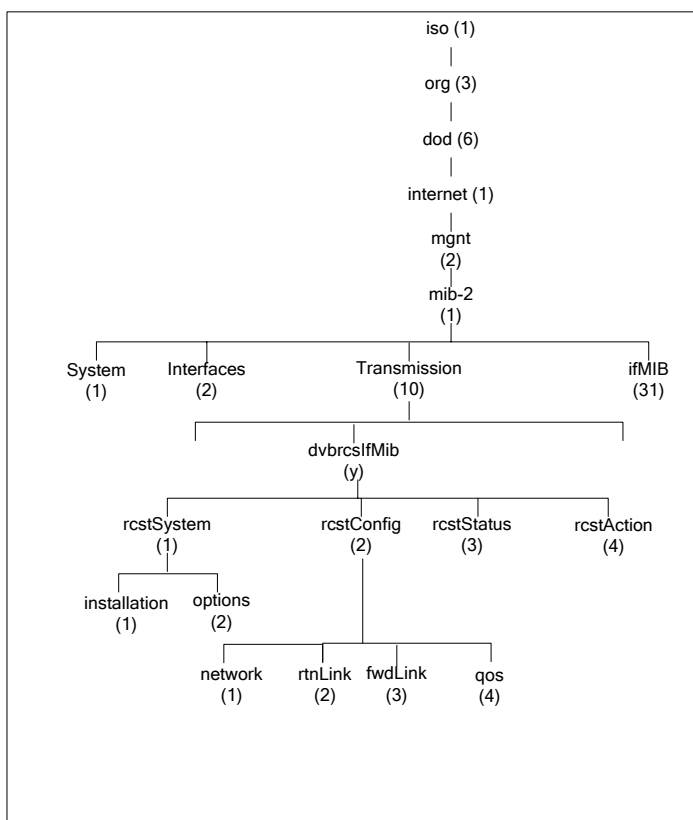 iso (1)
org (3)
dod (6)
internet (1)
mgnt
(2)
mib-2
(1)
System
(1)
Interfaces
(2)
Transmission
(10)
ifMIB
(31)
dvbrcsIfMib
(y)
rcstSystem
(1)
rcstConfig
(2)
rcstStatus
(3)
rcstAction
(4)
installation
(1)
options
(2)
network
(1)
rtnLink
(2)
fwdLink
(3)
qos
(4)